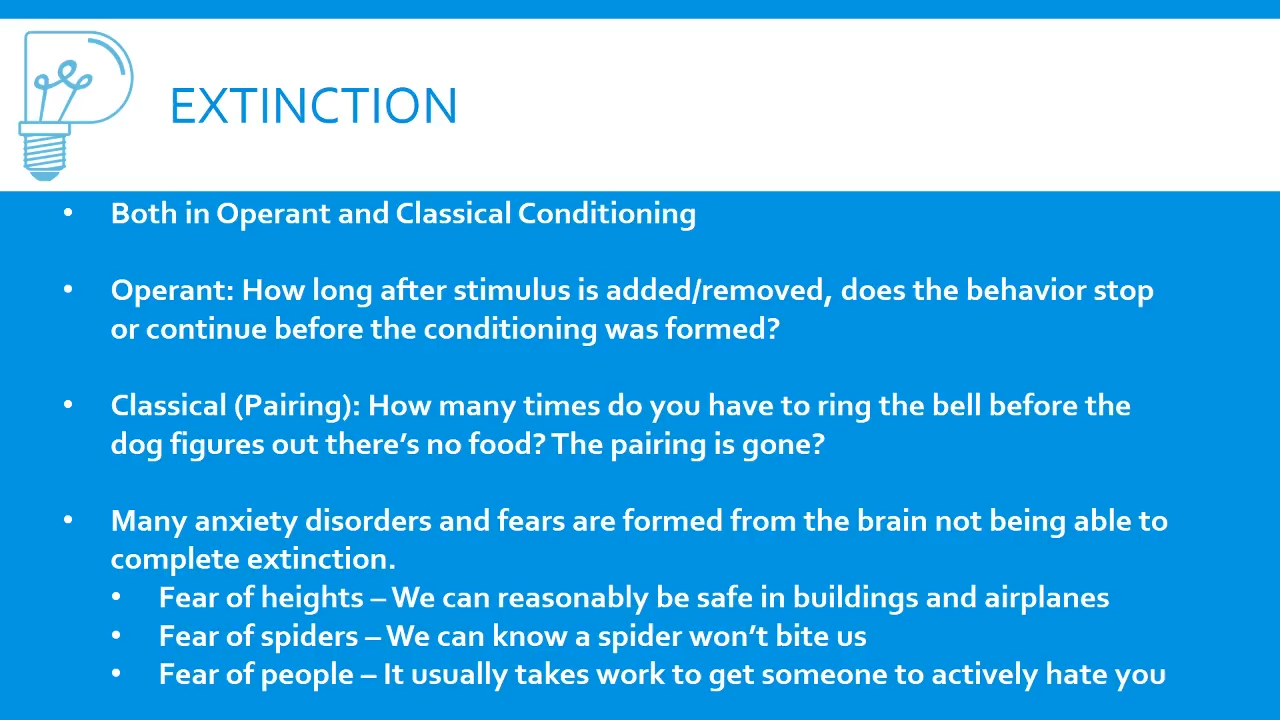 EXTINCTION
• Both in Operant and Classical Conditioning
• Operant: How long after stimulus is added/removed, does the behavior stop
or continue before the conditioning was formed?
• Classical (Pairing): How many times do you have to ring the bell before the
dog figures out there’s no food? The pairing is gone?
• Many anxiety disorders and fears are formed from the brain not being able to
complete extinction.
• Fear of heights – We can reasonably be safe in buildings and airplanes
• Fear of spiders – We can know a spider won’t bite us
• Fear of people – It usually takes work to get someone to actively hate you